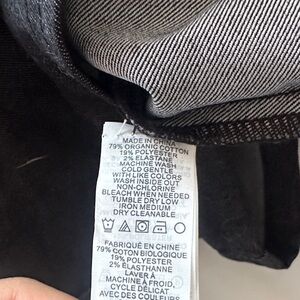 MADE IN CHINA
79% ORGANIC COTTON
19% POLYESTER
2% ELASTANE
MACHINE WASH
COLD GENTLE
WITH LIKE COLORS
WASH INSIDE OUT
NON-CHLORINE
BLEACH WHEN NEEDED
TUMBLE DRY LOW
IRON MEDIUM
DRY CLEANABLE
FABRIQUÉ EN CHINE
79% COTON BIOLOGIQUE
19% POLYESTER
2% ÉLASTHANNE
LAVER À
MACHINE À FROID,
CYCLE DÉLICAT
AVEC DES COULEURS